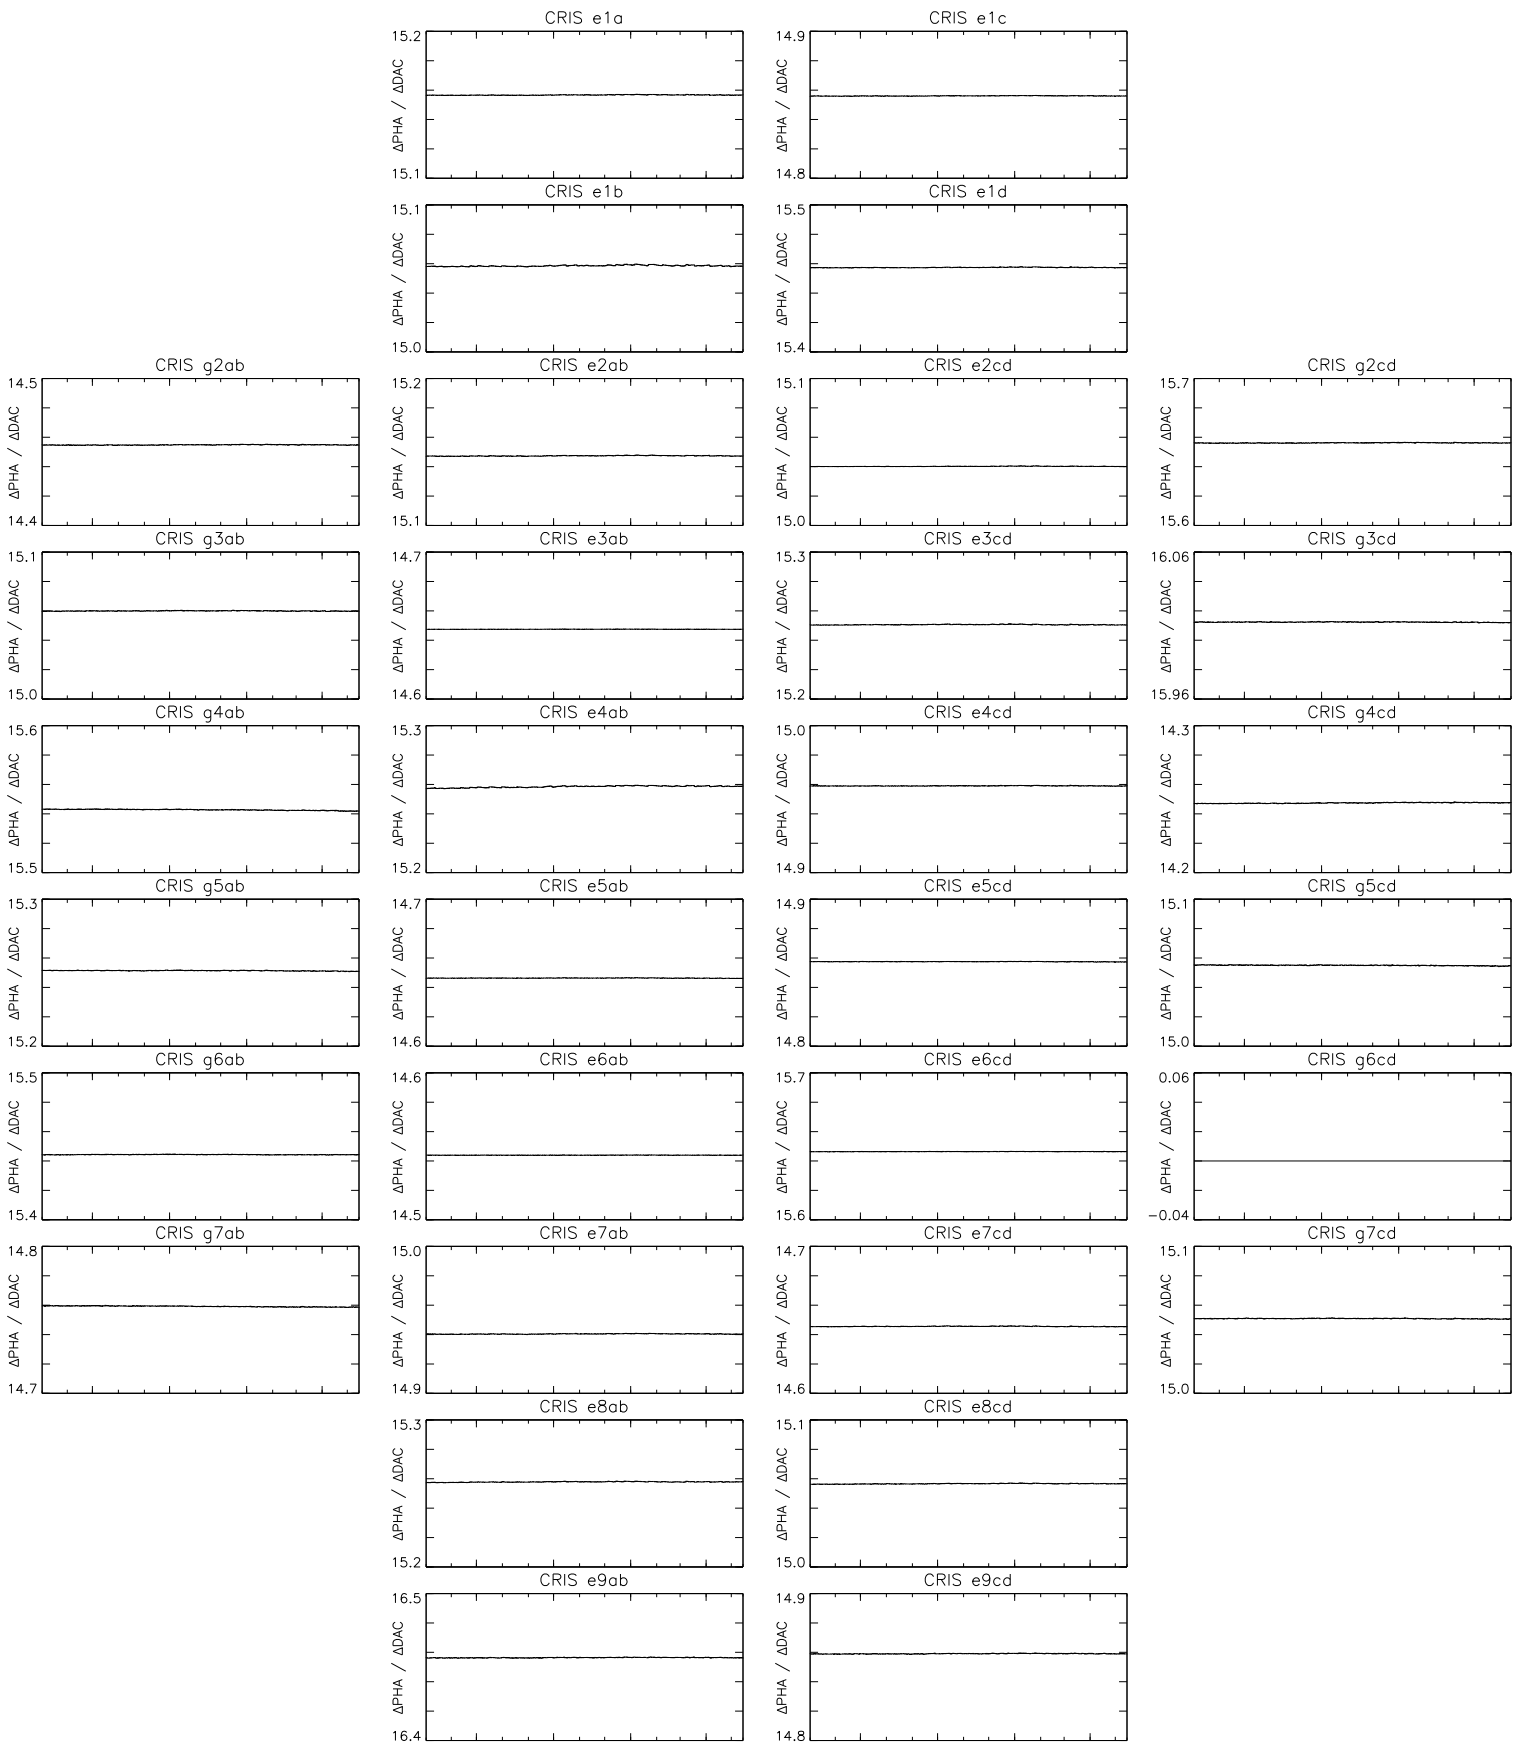 CRIS e1a
15.2
ΔPHA / ΔDAC
15.1
CRIS e1c
14.9
ΔPHA / ΔDAC
14.8
CRIS e1b
15.1
ΔPHA / ΔDAC
15.0
CRIS e1d
15.5
ΔPHA / ΔDAC
15.4
CRIS g2ab
14.5
ΔPHA / ΔDAC
14.4
CRIS e2ab
15.2
ΔPHA / ΔDAC
15.1
CRIS e2cd
15.1
ΔPHA / ΔDAC
15.0
CRIS g2cd
15.7
ΔPHA / ΔDAC
15.6
CRIS g3ab
15.1
ΔPHA / ΔDAC
15.0
CRIS e3ab
14.7
ΔPHA / ΔDAC
14.6
CRIS e3cd
15.3
ΔPHA / ΔDAC
15.2
CRIS g3cd
16.06
ΔPHA / ΔDAC
15.96
CRIS g4ab
15.6
ΔPHA / ΔDAC
15.5
CRIS e4ab
15.3
ΔPHA / ΔDAC
15.2
CRIS e4cd
15.0
ΔPHA / ΔDAC
14.9
CRIS g4cd
14.3
ΔPHA / ΔDAC
14.2
CRIS g5ab
15.3
ΔPHA / ΔDAC
15.2
CRIS e5ab
14.7
ΔPHA / ΔDAC
14.6
CRIS e5cd
14.9
ΔPHA / ΔDAC
14.8
CRIS g5cd
15.1
ΔPHA / ΔDAC
15.0
CRIS g6ab
15.5
ΔPHA / ΔDAC
15.4
CRIS e6ab
14.6
ΔPHA / ΔDAC
14.5
CRIS e6cd
15.7
ΔPHA / ΔDAC
15.6
CRIS g6cd
0.06
ΔPHA / ΔDAC
−0.04
CRIS g7ab
14.8
ΔPHA / ΔDAC
14.7
CRIS e7ab
15.0
ΔPHA / ΔDAC
14.9
CRIS e7cd
14.7
ΔPHA / ΔDAC
14.6
CRIS g7cd
15.1
ΔPHA / ΔDAC
15.0
CRIS e8ab
15.3
ΔPHA / ΔDAC
15.2
CRIS e8cd
15.1
ΔPHA / ΔDAC
15.0
CRIS e9ab
16.5
ΔPHA / ΔDAC
16.4
CRIS e9cd
14.9
ΔPHA / ΔDAC
14.8